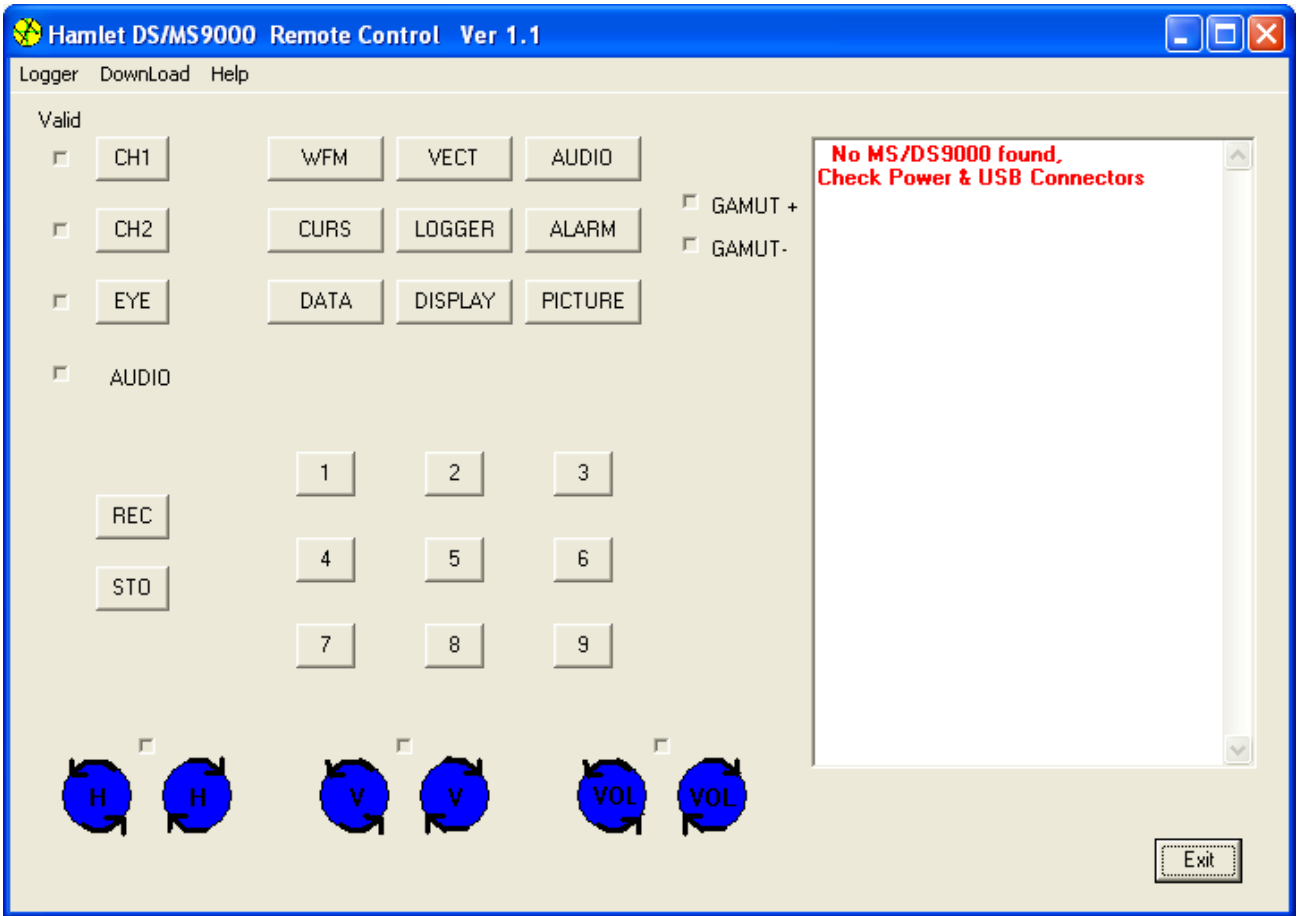 Hamlet DS/MS9000 Remote Control Ver 1.1
Logger DownLoad Help
Valid
CH1 WFM VECT AUDIO
No MS/DS9000 found,
Check Power & USB Connectors
GAMUT +
CH2 CURS LOGGER ALARM
GAMUT-
EYE DATA DISPLAY PICTURE
AUDIO
1 2 3
REC
4 5 6
STO
7 8 9
H H V V VOL VOL
Exit